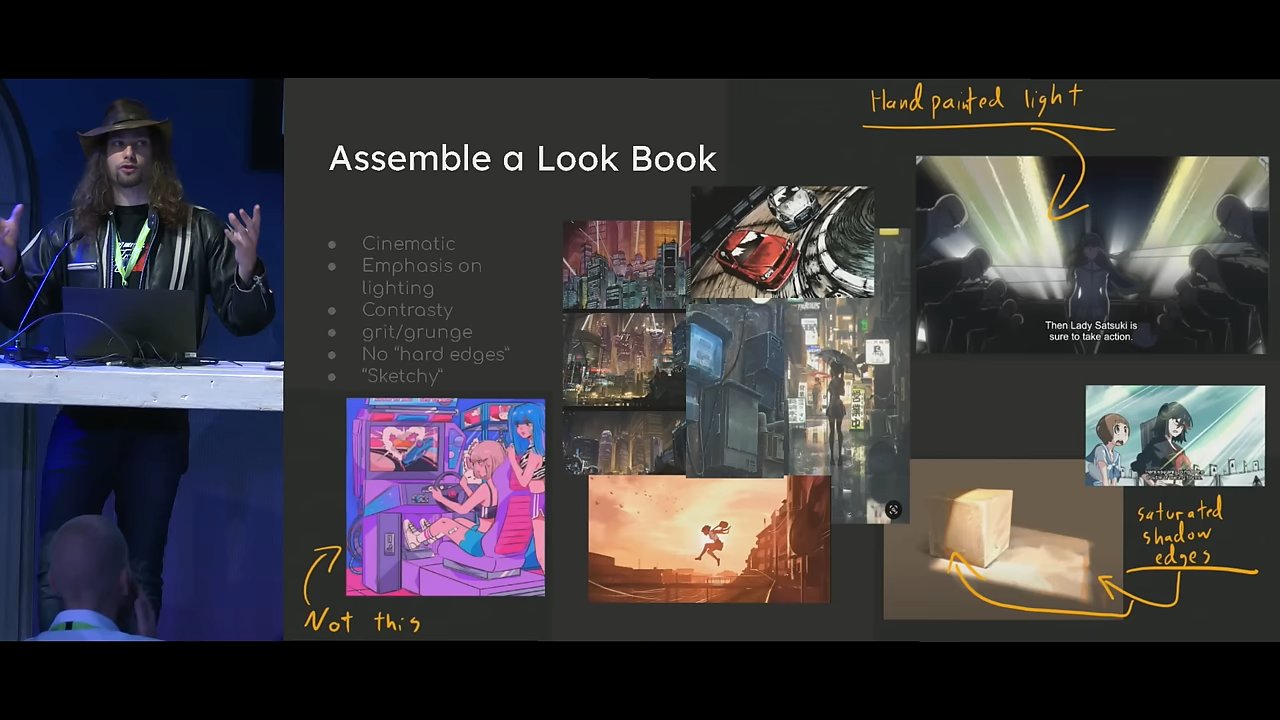 Hand painted light
Assemble a Look Book
Cinematic
Emphasis on
lighting
Contrasty
grit/grunge
No “hard edges”
“Sketchy”
Then Lady Satsuki is
sure to take action.
saturated
shadow
edges
Not this